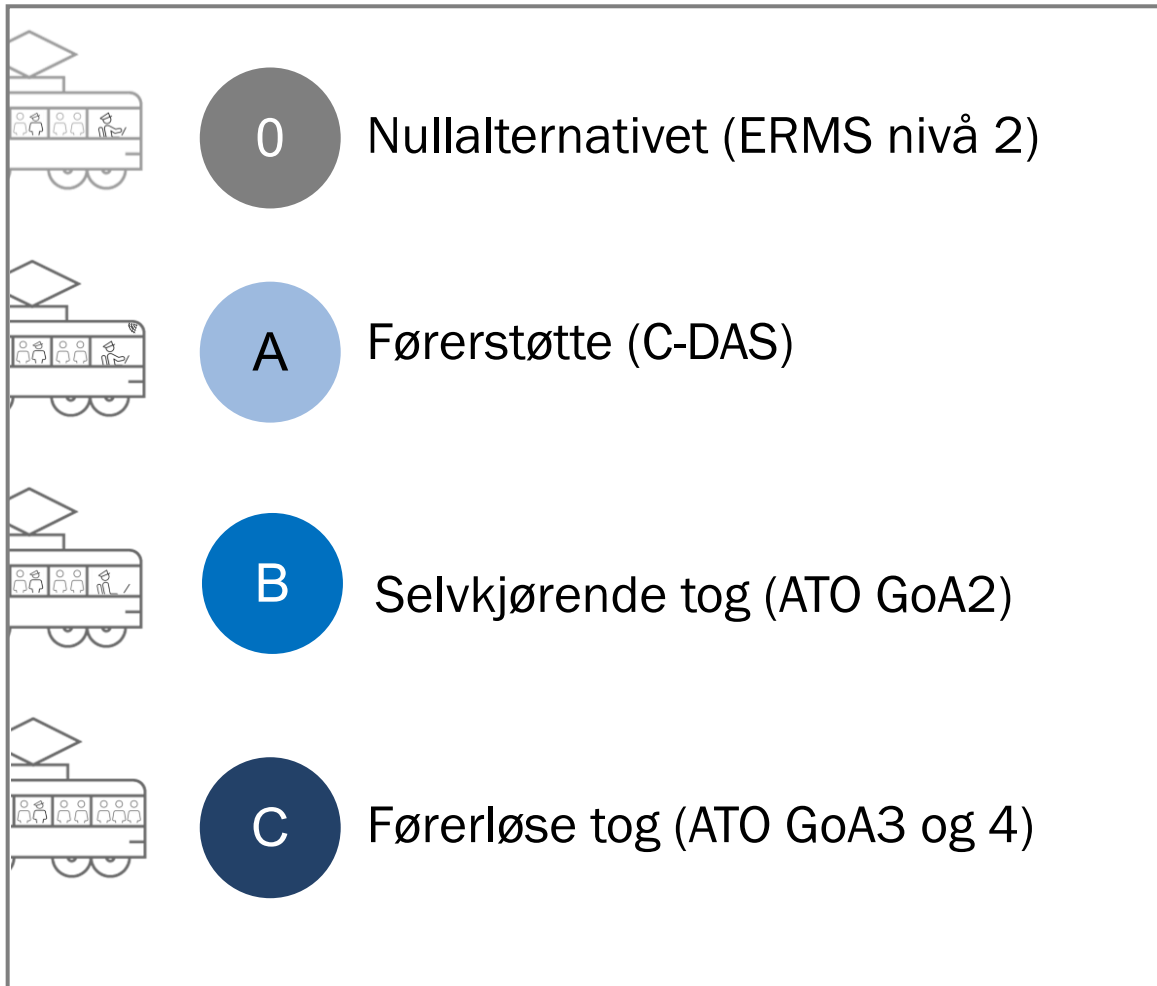 0
Nullalternativet (ERMS nivå 2)
A
Førerstøtte (C-DAS)
B
Selvkjørende tog (ATO GoA2)
C
Førerløse tog (ATO GoA3 og 4)